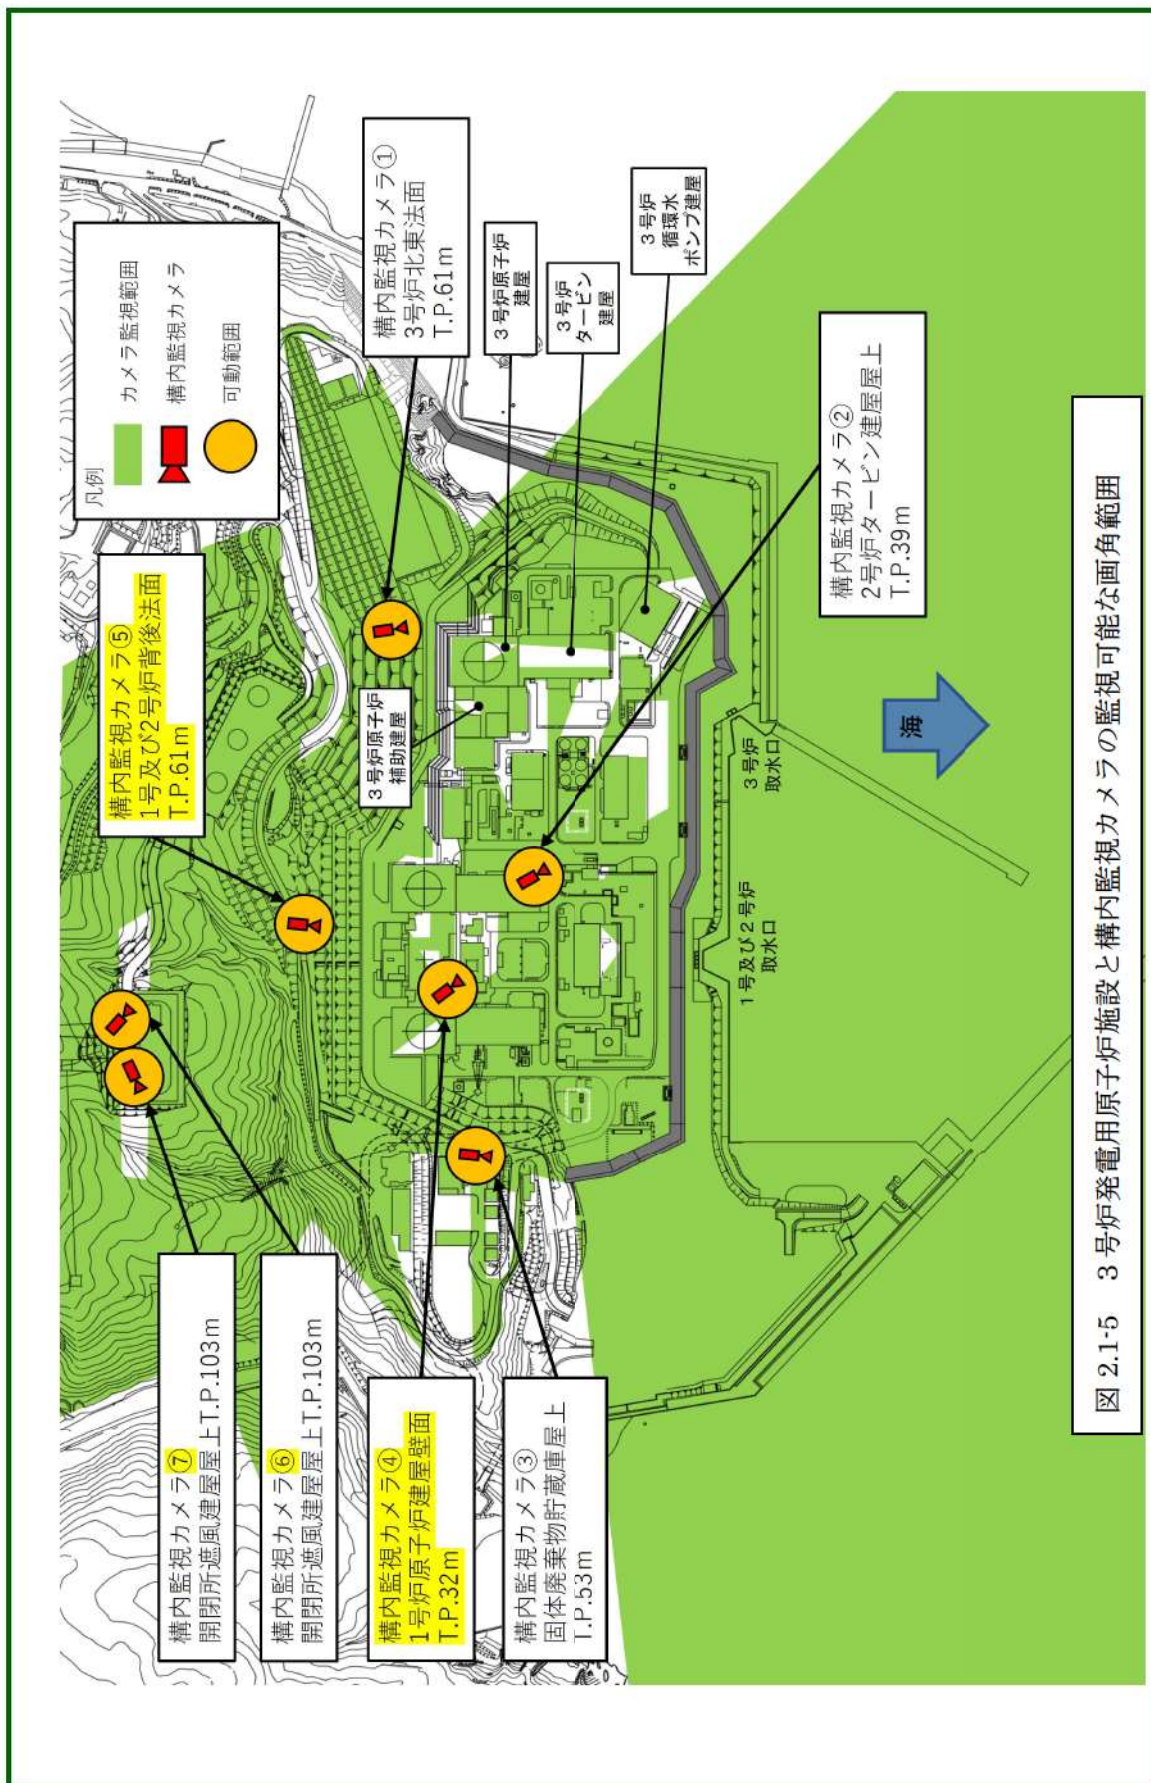 凡例
カメラ監視範囲
構内監視カメラ
可動範囲
構内監視カメラ⑦
開閉所遮風建屋屋上T.P.103m
構内監視カメラ⑥
開閉所遮風建屋屋上T.P.103m
構内監視カメラ⑤
1号及び2号炉背後法面
T.P.61m
構内監視カメラ①
3号炉北東法面
T.P.61m
構内監視カメラ④
1号炉原子炉建屋壁面
T.P.32m
構内監視カメラ③
固体廃棄物貯蔵庫屋上
T.P.53m
3号炉原子炉
補助建屋
3号炉原子炉
建屋
3号炉
タービン
建屋
3号炉
循環水
ポンプ建屋
構内監視カメラ②
2号炉タービン建屋屋上
T.P.39m
1号及び2号炉
取水口
3号炉
取水口
海
図 2.1-5　3号炉発電用原子炉施設と構内監視カメラの監視可能な画角範囲